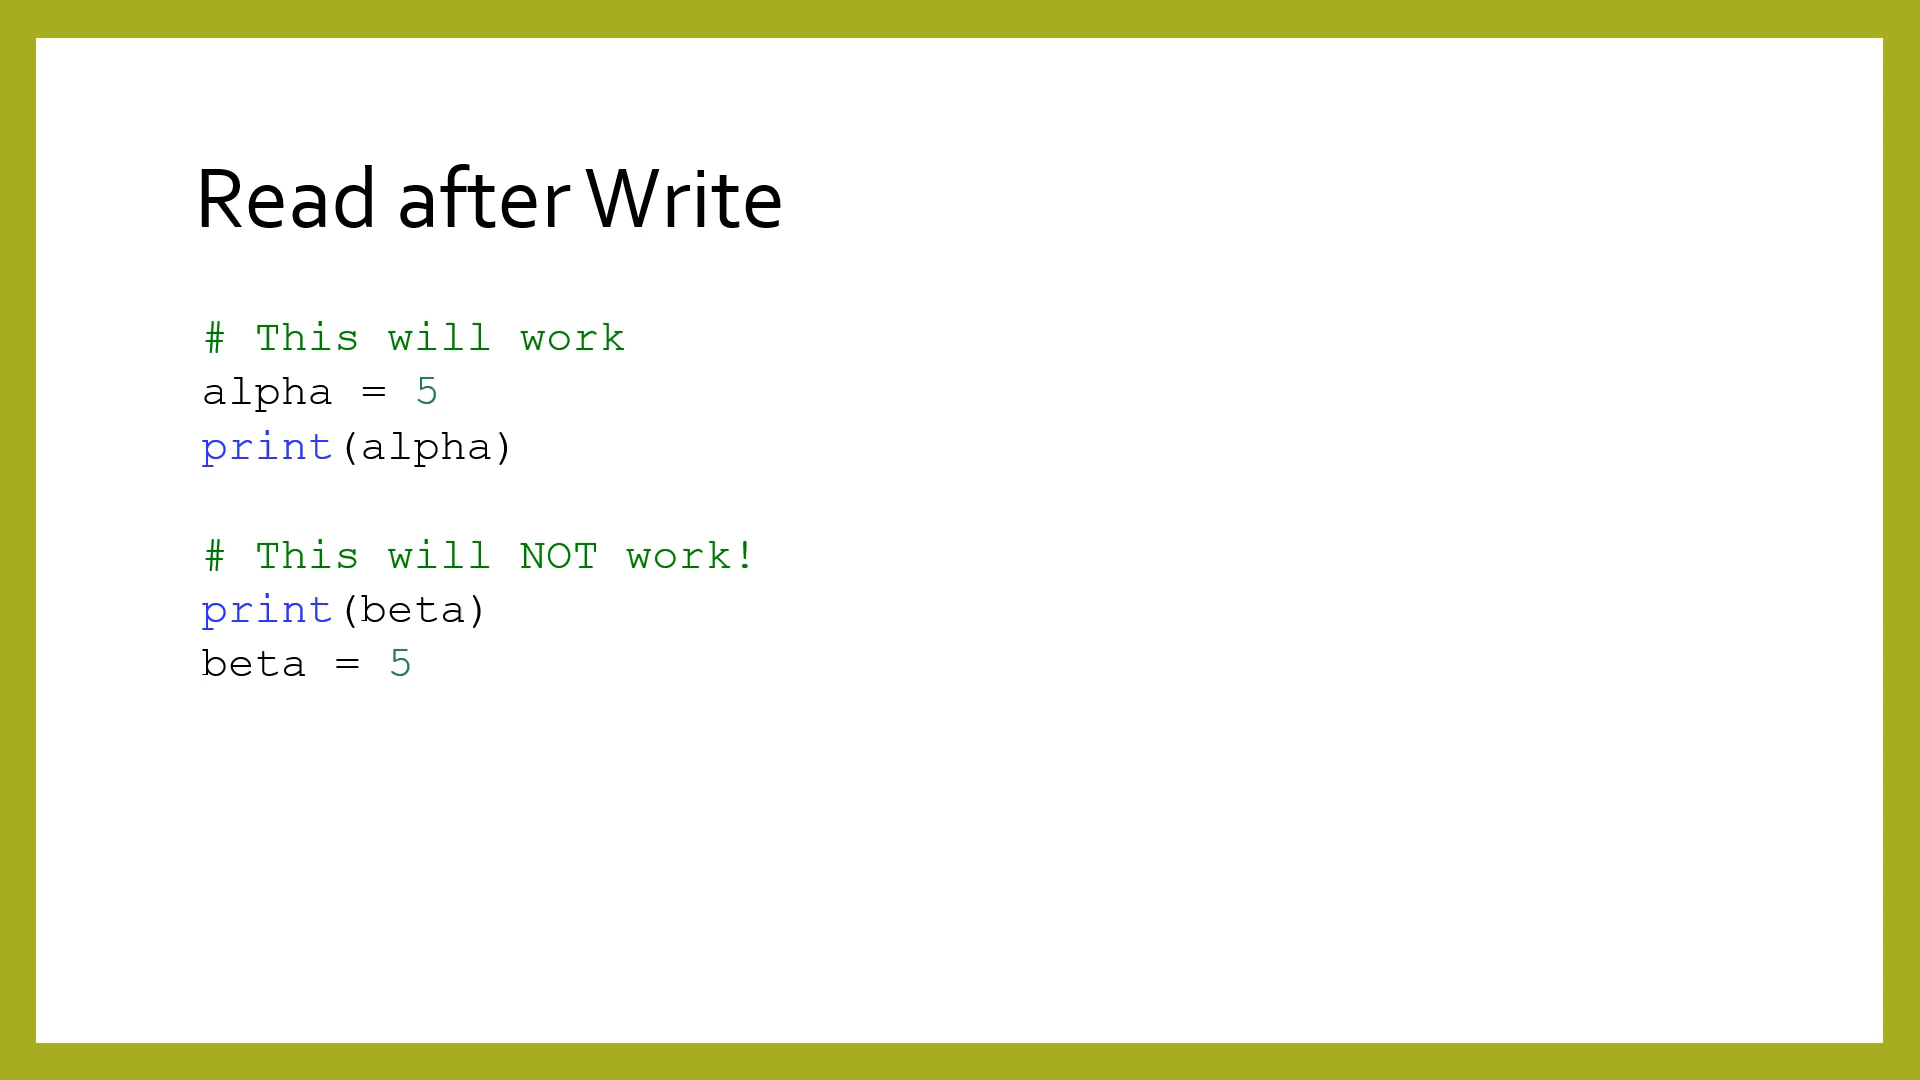 Read after Write
# This will work
alpha = 5
print(alpha)
# This will NOT work!
print(beta)
beta = 5